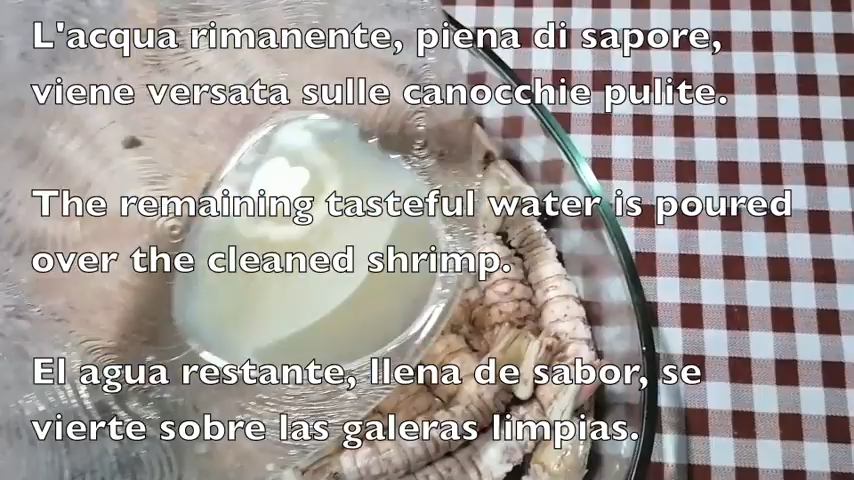 L'acqua rimanente, piena di sapore,
viene versata sulle canocchie pulite.
The remaining tasteful water is poured
over the cleaned shrimp.
El agua restante, llena de sabor, se
vierte sobre las galeras limpias.